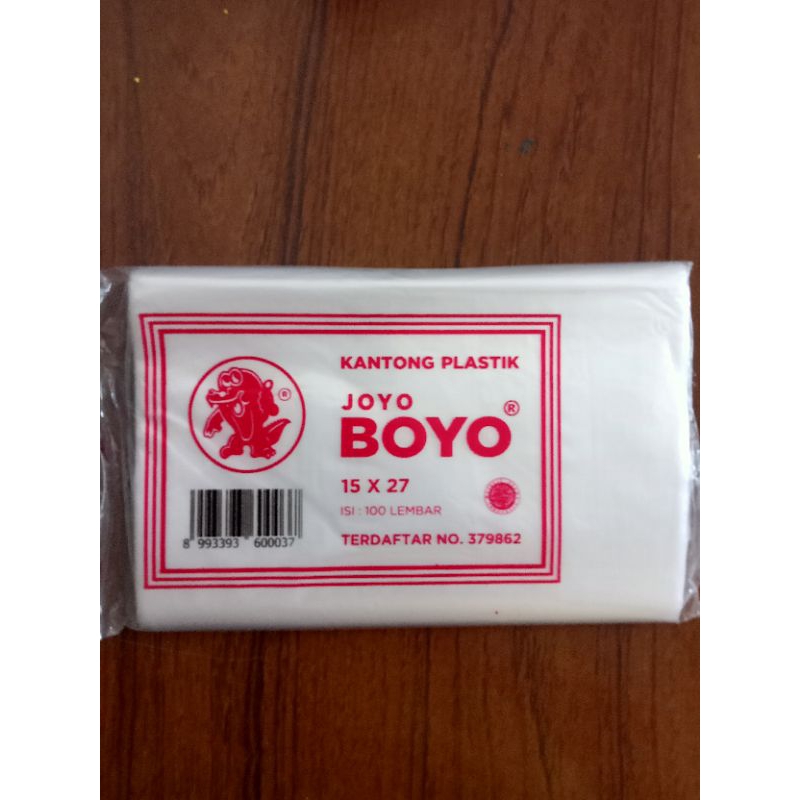 KANTONG PLASTIK
JOYO
BOYO®
®
15 X 27
ISI : 100 LEMBAR
TERDAFTAR NO. 379862
8 993393 600037